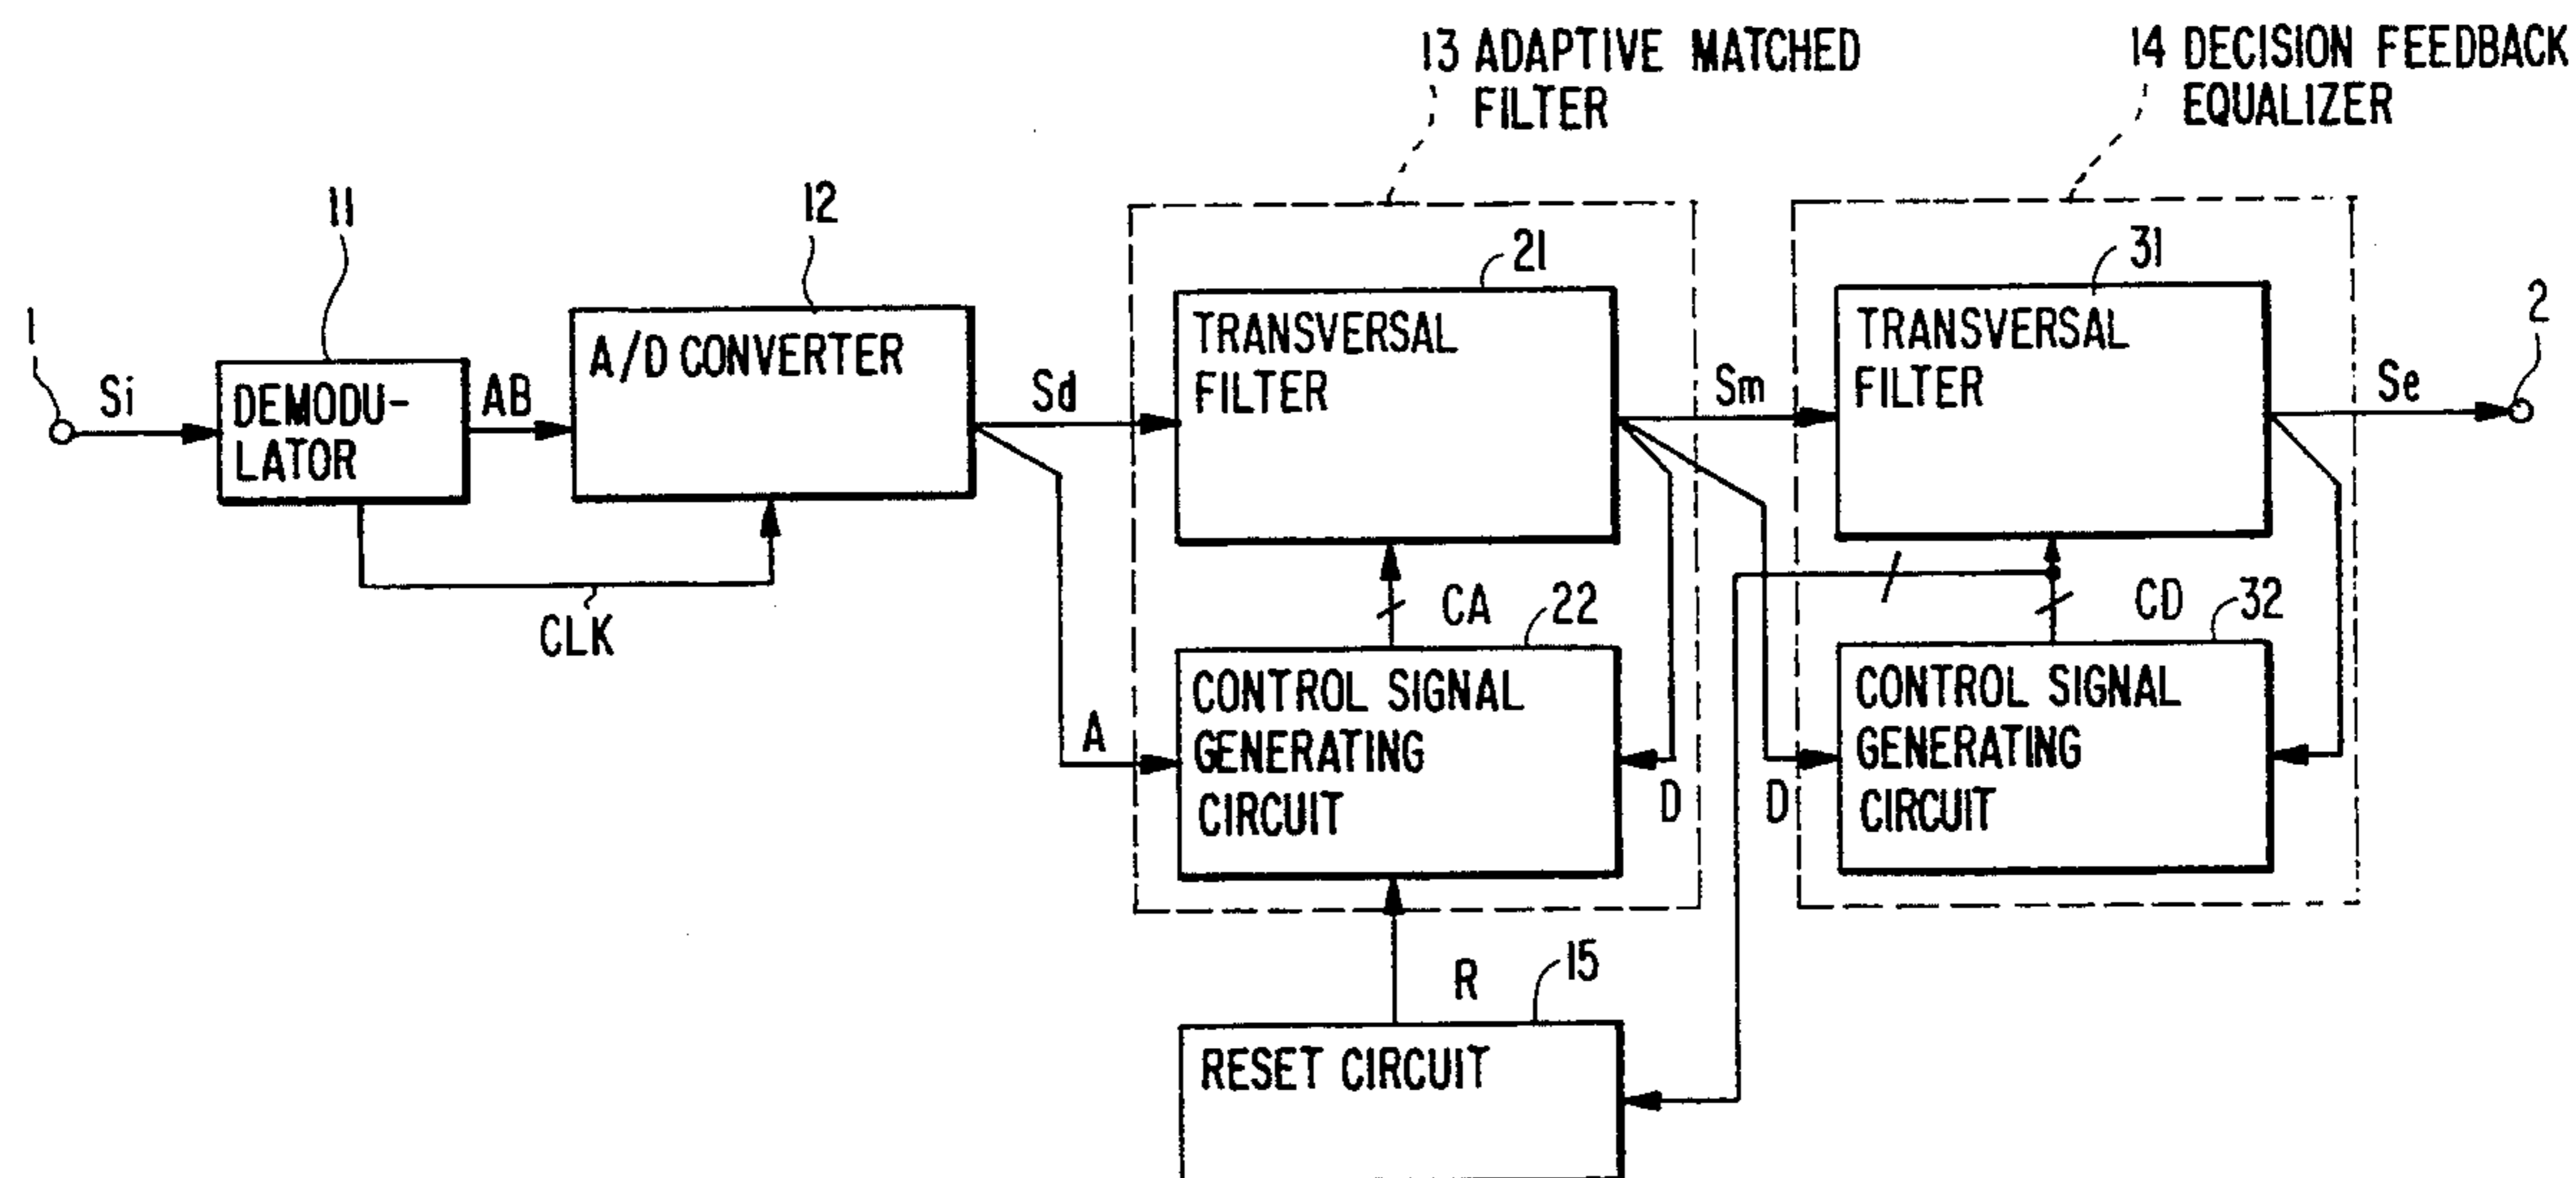 13 ADAPTIVE MATCHED
FILTER
14 DECISION FEEDBACK
EQUALIZER
11
12
21
31
1
Si
DEMODU-
LATOR
AB
A/D CONVERTER
Sd
TRANSVERSAL
FILTER
Sm
TRANSVERSAL
FILTER
Se
2
CLK
CA
22
CD
32
A
CONTROL SIGNAL
GENERATING
CIRCUIT
D
D
CONTROL SIGNAL
GENERATING
CIRCUIT
R
15
RESET CIRCUIT